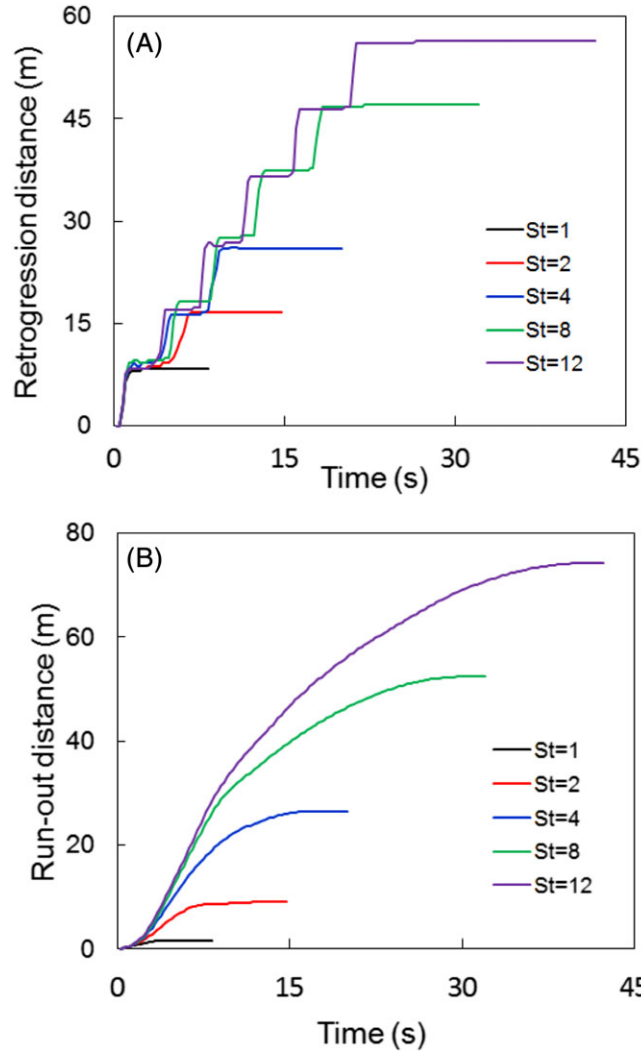 (A)
Retrogression distance (m)
60
45
30
15
0
St=1
St=2
St=4
St=8
St=12
0 15 30 45
Time (s)
(B)
Run-out distance (m)
80
60
40
20
0
St=1
St=2
St=4
St=8
St=12
0 15 30 45
Time (s)